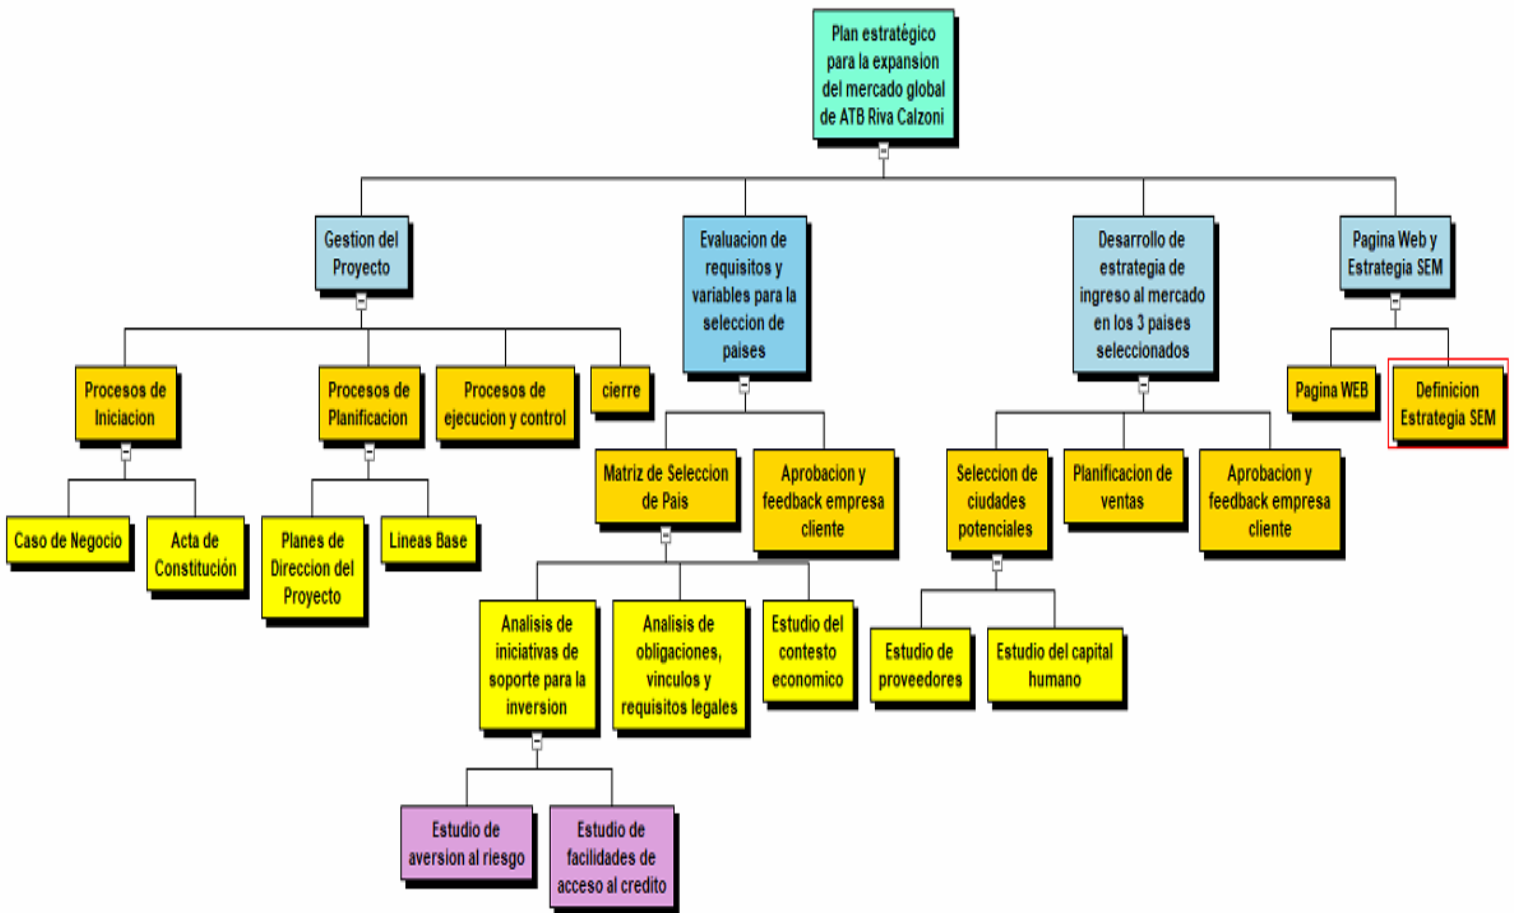 Plan estratégico
para la expansion
del mercado global
de ATB Riva Calzoni
Gestion del
Proyecto
Evaluacion de
requisitos y
variables para la
seleccion de
paises
Desarrollo de
estrategia de
ingreso al mercado
en los 3 paises
seleccionados
Pagina Web y
Estrategia SEM
Procesos de
Iniciacion
Procesos de
Planificacion
Procesos de
ejecucion y control
cierre
Pagina WEB
Definicion
Estrategia SEM
Matriz de Seleccion
de Pais
Aprobacion y
feedback empresa
cliente
Seleccion de
ciudades
potenciales
Planificacion de
ventas
Aprobacion y
feedback empresa
cliente
Caso de Negocio
Acta de
Constitución
Planes de
Direccion del
Proyecto
Lineas Base
Analisis de
iniciativas de
soporte para la
inversion
Analisis de
obligaciones,
vinculos y
requisitos legales
Estudio del
contesto
economico
Estudio de
proveedores
Estudio del capital
humano
Estudio de
aversion al riesgo
Estudio de
facilidades de
acceso al credito